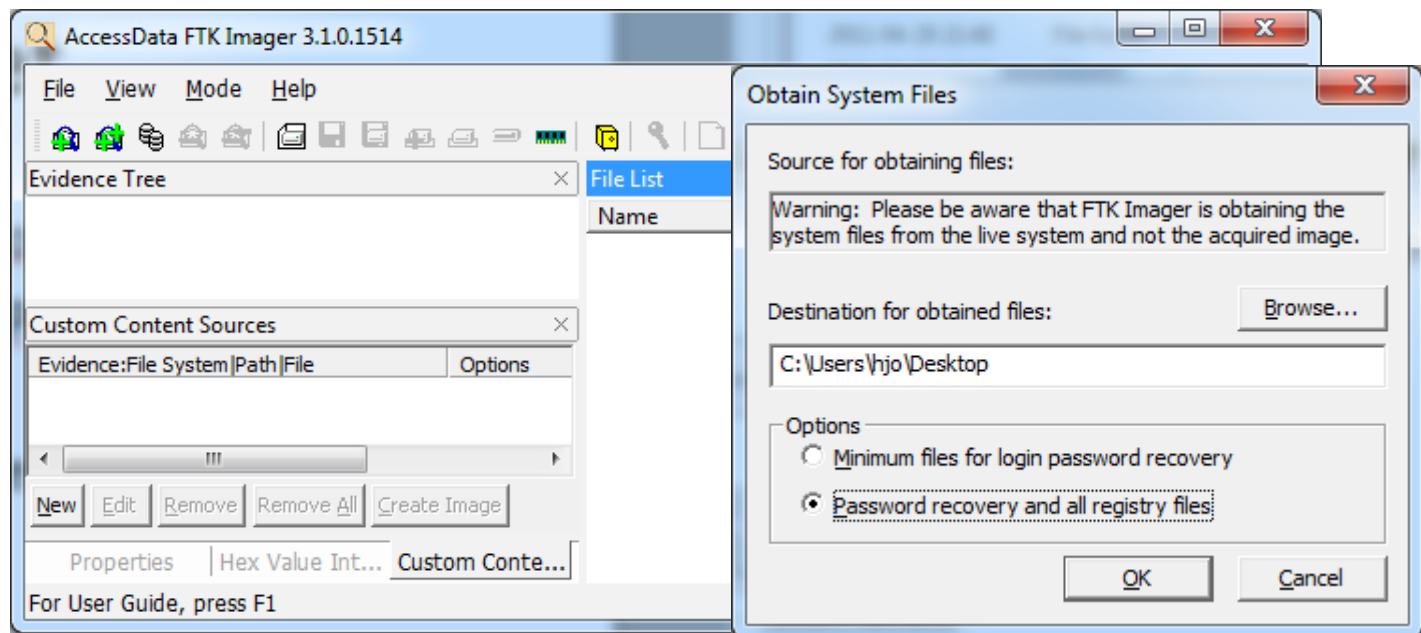 AccessData FTK Imager 3.1.0.1514
File View Mode Help
Evidence Tree
File List
Name
Custom Content Sources
Evidence:File System|Path|File Options
New Edit Remove Remove All Create Image
Properties Hex Value Int... Custom Conte...
For User Guide, press F1
Obtain System Files
Source for obtaining files:
Warning: Please be aware that FTK Imager is obtaining the
system files from the live system and not the acquired image.
Destination for obtained files:
Browse...
C:\Users\hjo\Desktop
Options
Minimum files for login password recovery
Password recovery and all registry files
OK Cancel